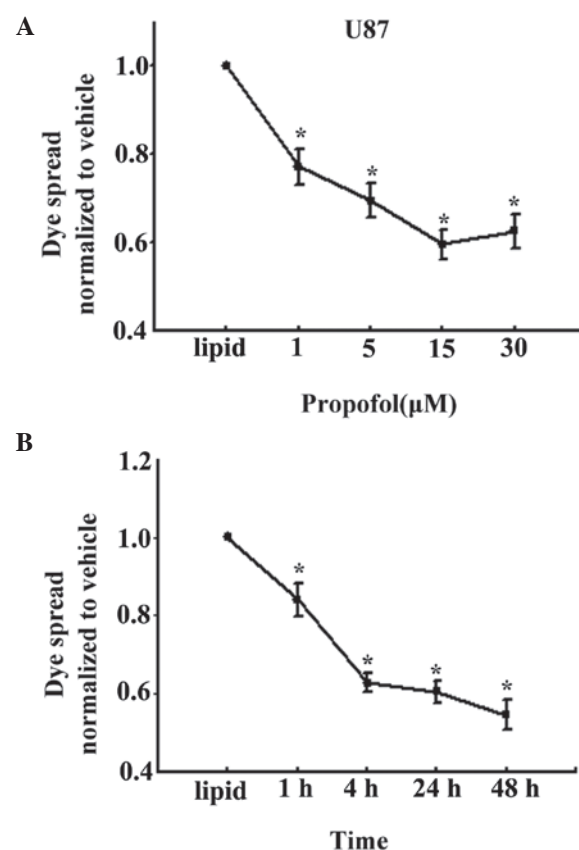 A
U87
1.0
0.8
0.6
0.4
Dye spread
normalized to vehicle
*
*
*
*
lipid 1 5 15 30
Propofol(μM)
B
1.2
1.0
0.8
0.6
0.4
Dye spread
normalized to vehicle
*
*
*
*
lipid 1 h 4 h 24 h 48 h
Time